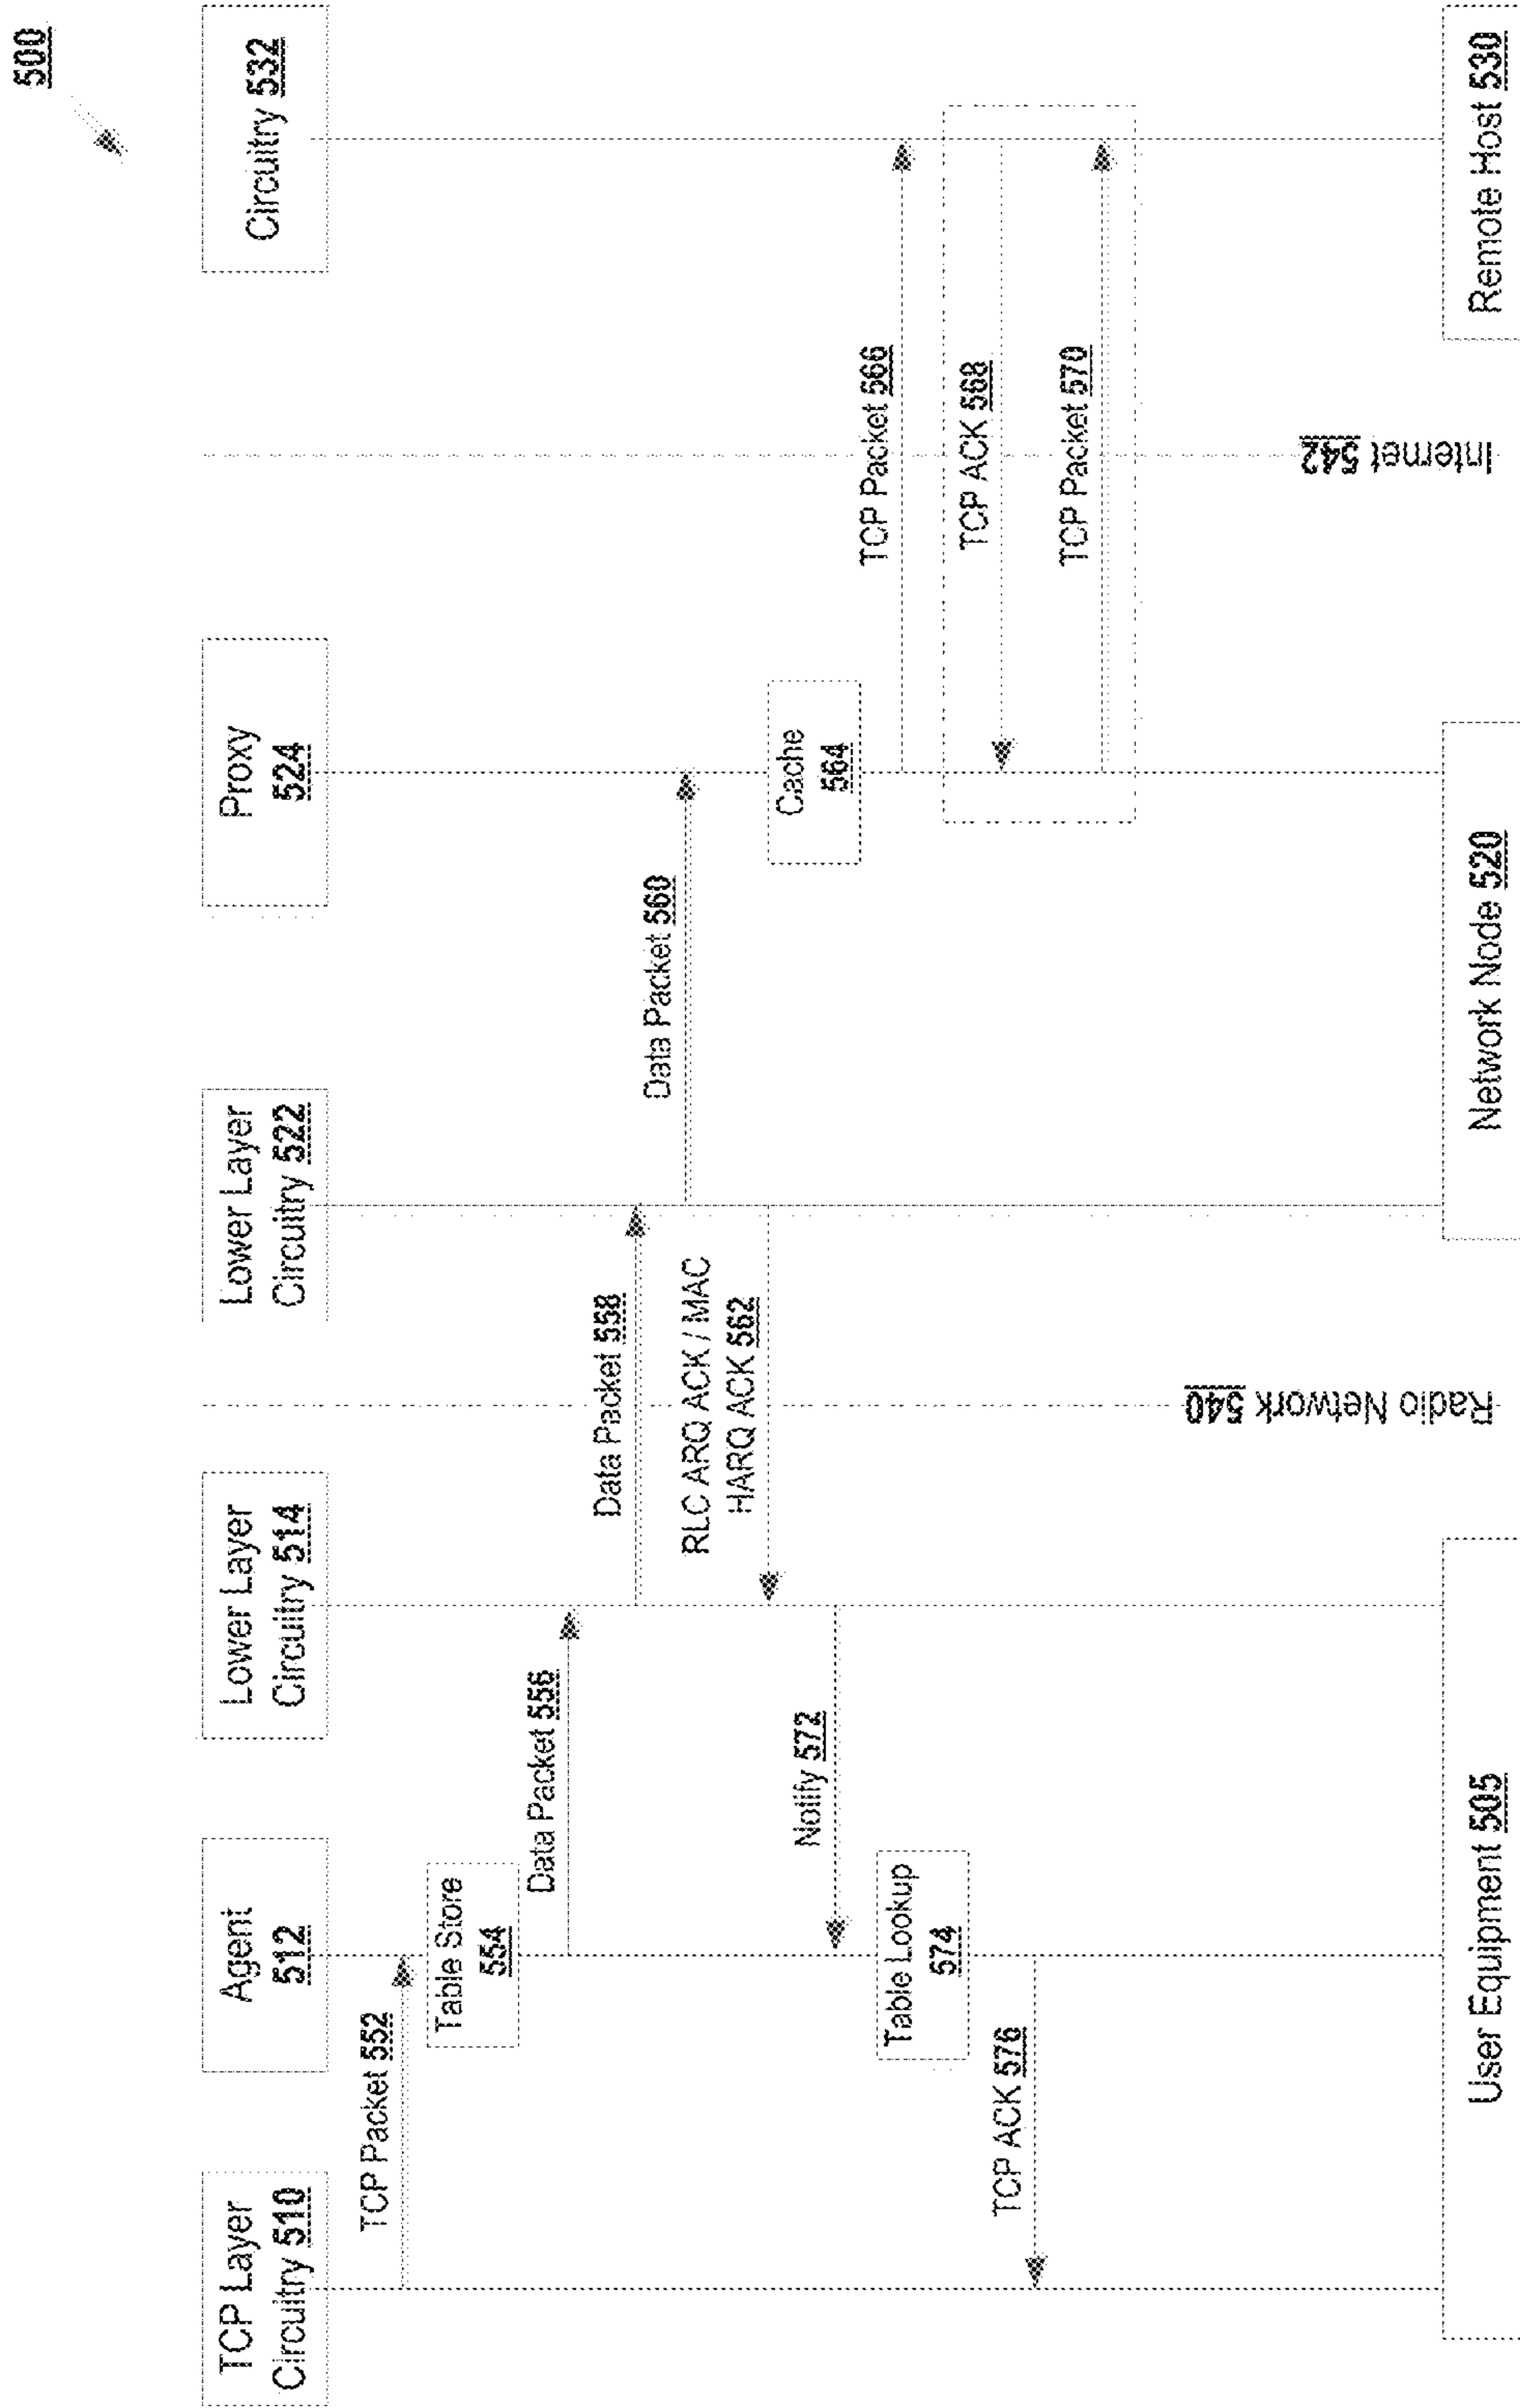 500
TCP Layer
Circuitry 510
Agent
512
Lower Layer
Circuitry 514
Lower Layer
Circuitry 522
Proxy
524
Circuitry 532
TCP Packet 552
Table Store
554
Data Packet 556
Data Packet 558
Data Packet 560
RLC ARQ ACK / MAC
HARQ ACK 562
Cache
564
Notify 572
TCP Packet 566
Table Lookup
574
TCP ACK 568
TCP ACK 576
TCP Packet 570
Radio Network 540
Internet 542
User Equipment 505
Network Node 520
Remote Host 530